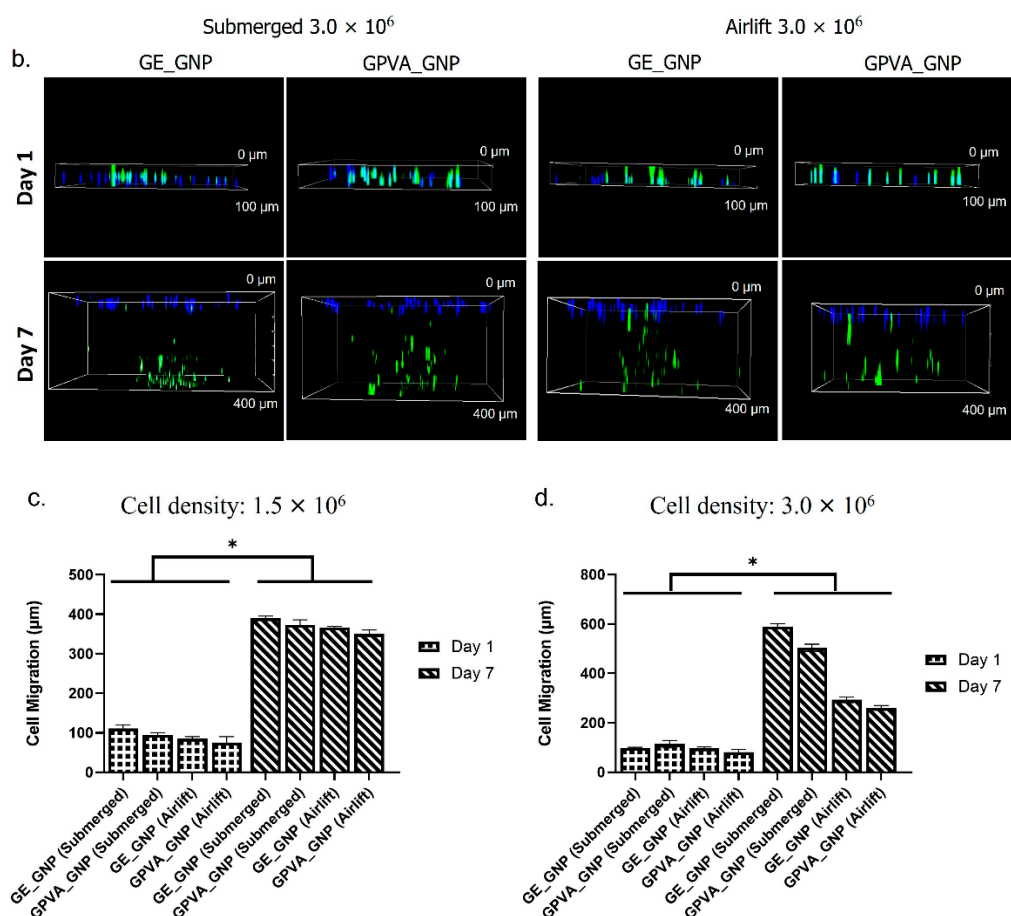 Submerged 3.0 × 10⁶
Airlift 3.0 × 10⁶
b.
GE_GNP
GPVA_GNP
GE_GNP
GPVA_GNP
Day 1
0 µm
100 µm
0 µm
100 µm
0 µm
100 µm
0 µm
100 µm
Day 7
0 µm
400 µm
0 µm
400 µm
0 µm
400 µm
0 µm
400 µm
c.
Cell density: 1.5 × 10⁶
*
Cell Migration (µm)
500
400
300
200
100
0
Day 1
Day 7
GE_GNP (Submerged)
GPVA_GNP (Submerged)
GE_GNP (Airlift)
GPVA_GNP (Airlift)
GE_GNP (Submerged)
GPVA_GNP (Submerged)
GE_GNP (Airlift)
GPVA_GNP (Airlift)
d.
Cell density: 3.0 × 10⁶
*
Cell Migration (µm)
800
600
400
200
0
Day 1
Day 7
GE_GNP (Submerged)
GPVA_GNP (Submerged)
GE_GNP (Airlift)
GPVA_GNP (Airlift)
GE_GNP (Submerged)
GPVA_GNP (Submerged)
GE_GNP (Airlift)
GPVA_GNP (Airlift)